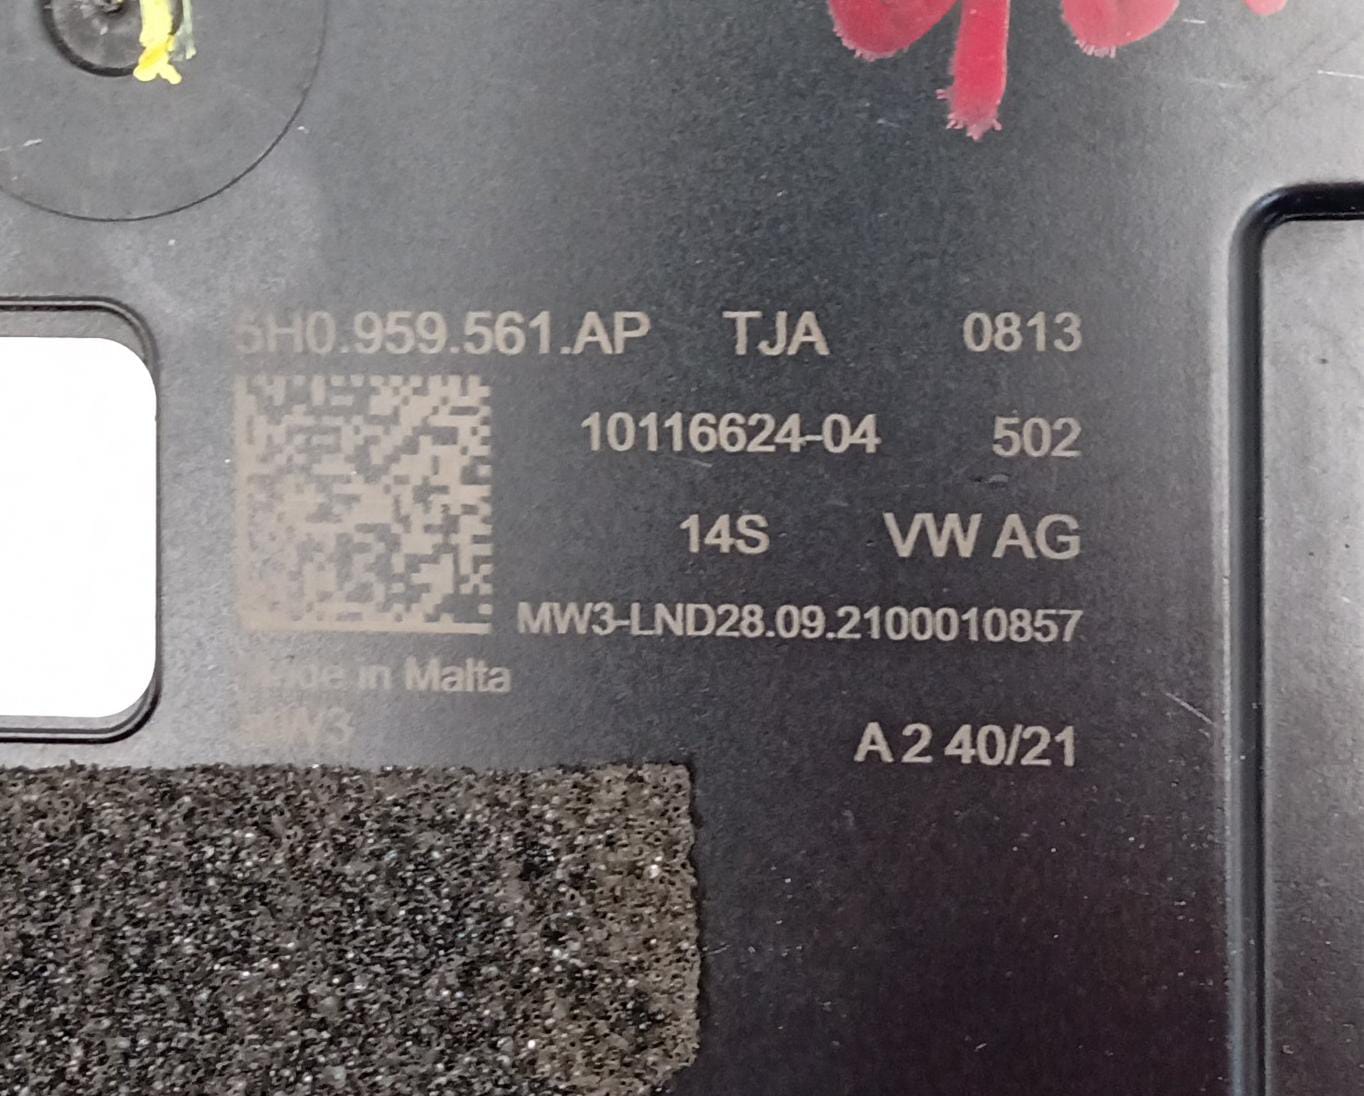 5H0.959.561.AP TJA 0813
10116624-04 502
14S VW AG
MW3-LND28.09.2100010857
Made in Malta
MW3
A 2 40/21